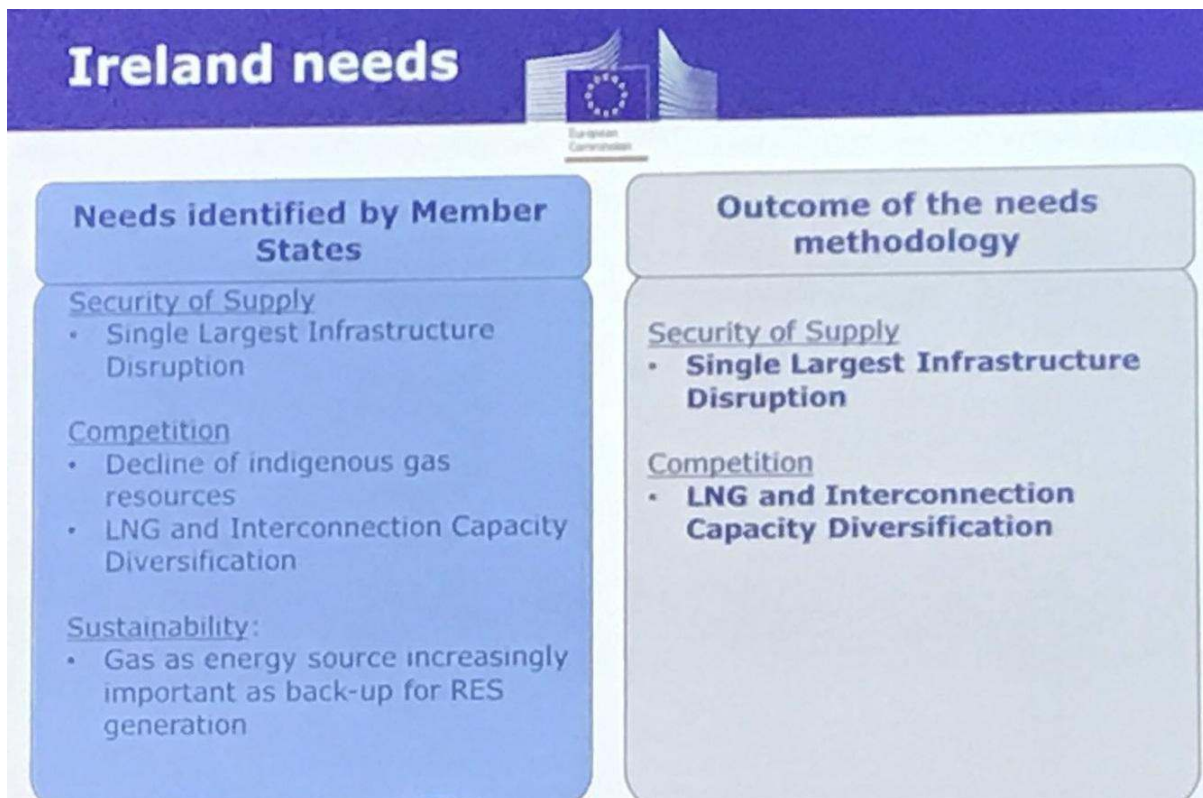 Ireland needs
European
Commission
Needs identified by Member
States
Security of Supply
• Single Largest Infrastructure
Disruption
Competition
• Decline of indigenous gas
resources
• LNG and Interconnection Capacity
Diversification
Sustainability:
• Gas as energy source increasingly
important as back-up for RES
generation
Outcome of the needs
methodology
Security of Supply
• Single Largest Infrastructure
Disruption
Competition
• LNG and Interconnection
Capacity Diversification